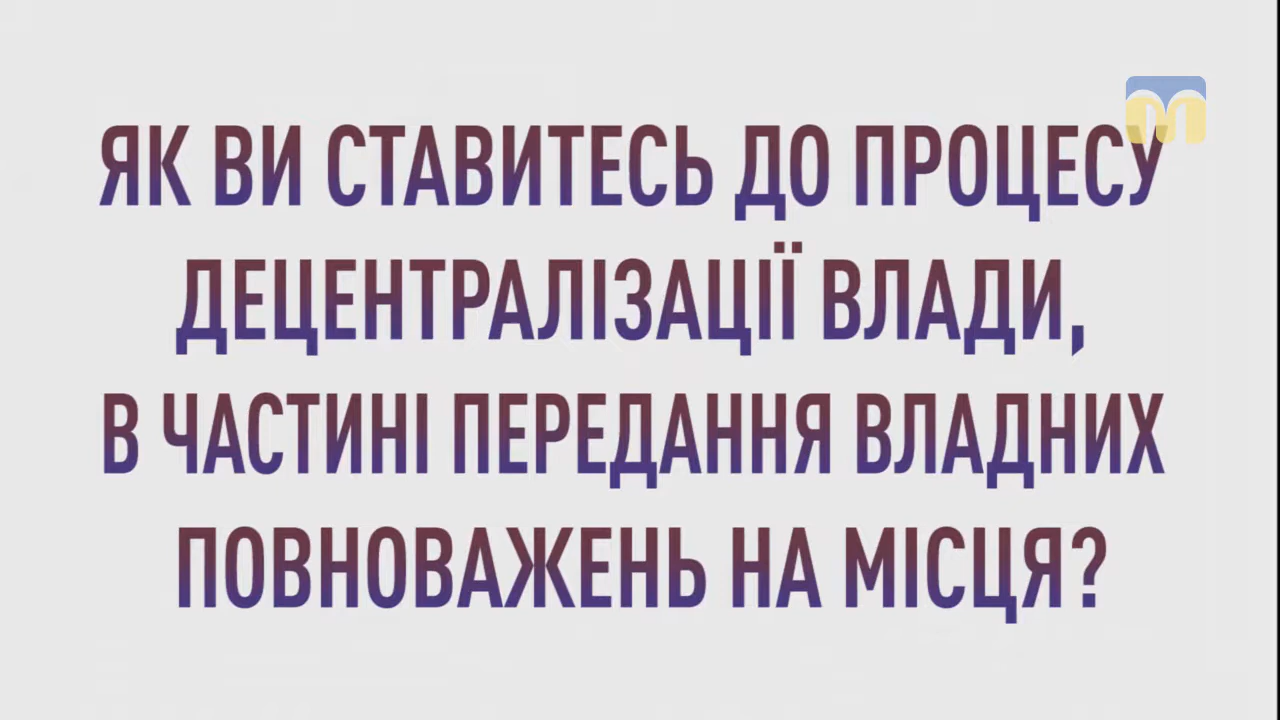 ЯК ВИ СТАВИТЕСЬ ДО ПРОЦЕСУ
ДЕЦЕНТРАЛІЗАЦІЇ ВЛАДИ,
В ЧАСТИНІ ПЕРЕДАННЯ ВЛАДНИХ
ПОВНОВАЖЕНЬ НА МІСЦЯ?